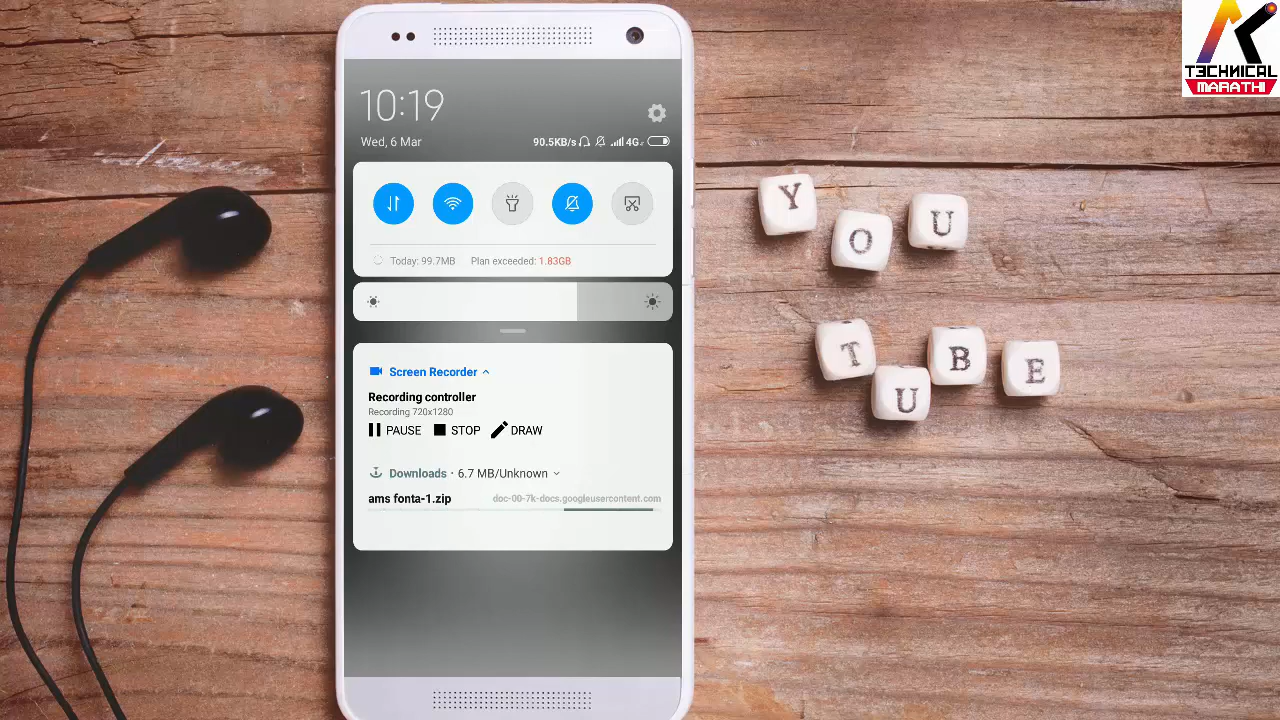 10:19
Wed, 6 Mar
90.5KB/s 4G
Today: 99.7MB Plan exceeded: 1.83GB
Screen Recorder
Recording controller
Recording 720x1280
PAUSE STOP DRAW
Downloads · 6.7 MB/Unknown
ams fonta-1.zip doc-00-7k-docs.googleusercontent.com
Y
O
U
T
U
B
E
AK
TECHNICAL
MARATHI